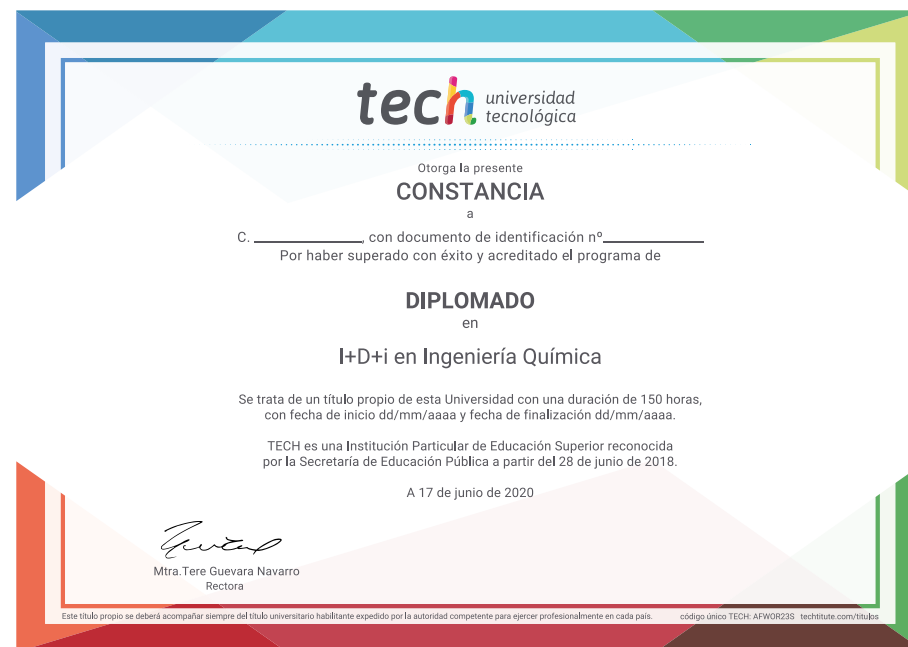 tech universidad
tecnológica
Otorga la presente
CONSTANCIA
a
C. ____________, con documento de identificación nº____________
Por haber superado con éxito y acreditado el programa de
DIPLOMADO
en
I+D+i en Ingeniería Química
Se trata de un título propio de esta Universidad con una duración de 150 horas,
con fecha de inicio dd/mm/aaaa y fecha de finalización dd/mm/aaaa.
TECH es una Institución Particular de Educación Superior reconocida
por la Secretaría de Educación Pública a partir del 28 de junio de 2018.
A 17 de junio de 2020
Mtra.Tere Guevara Navarro
Rectora
Este título propio se deberá acompañar siempre del título universitario habilitante expedido por la autoridad competente para ejercer profesionalmente en cada país. código único TECH: AFWOR23S techtitute.com/titulos